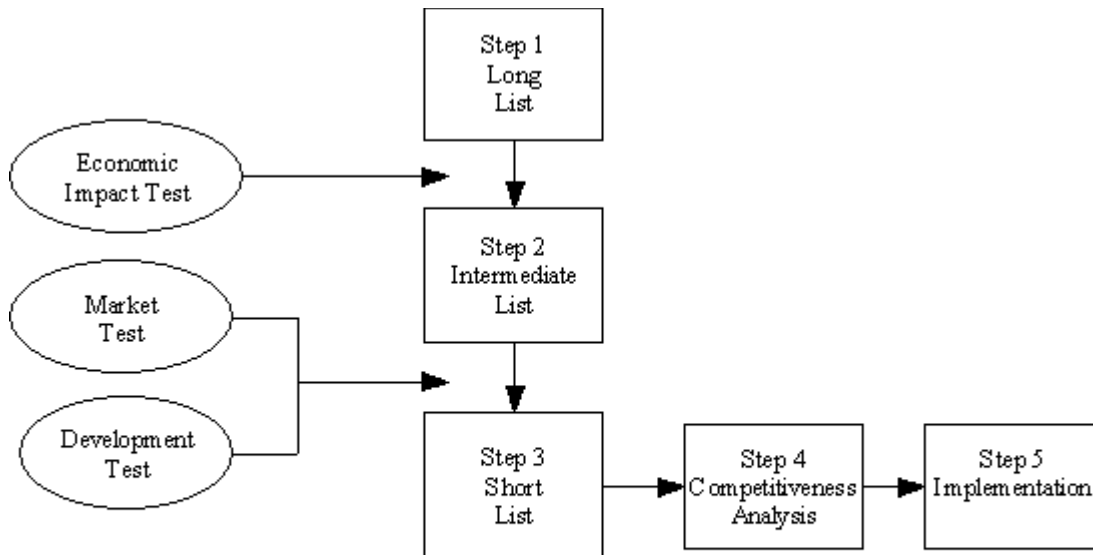 Step 1
Long
List
Economic
Impact Test
Step 2
Intermediate
List
Market
Test
Development
Test
Step 3
Short
List
Step 4
Competitiveness
Analysis
Step 5
Implementation